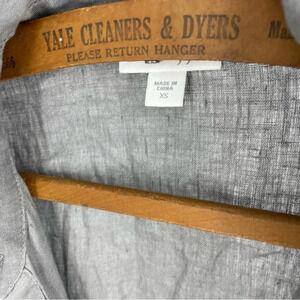 YALE CLEANERS & DYERS
PLEASE RETURN HANGER
MADE IN
CHINA
XS